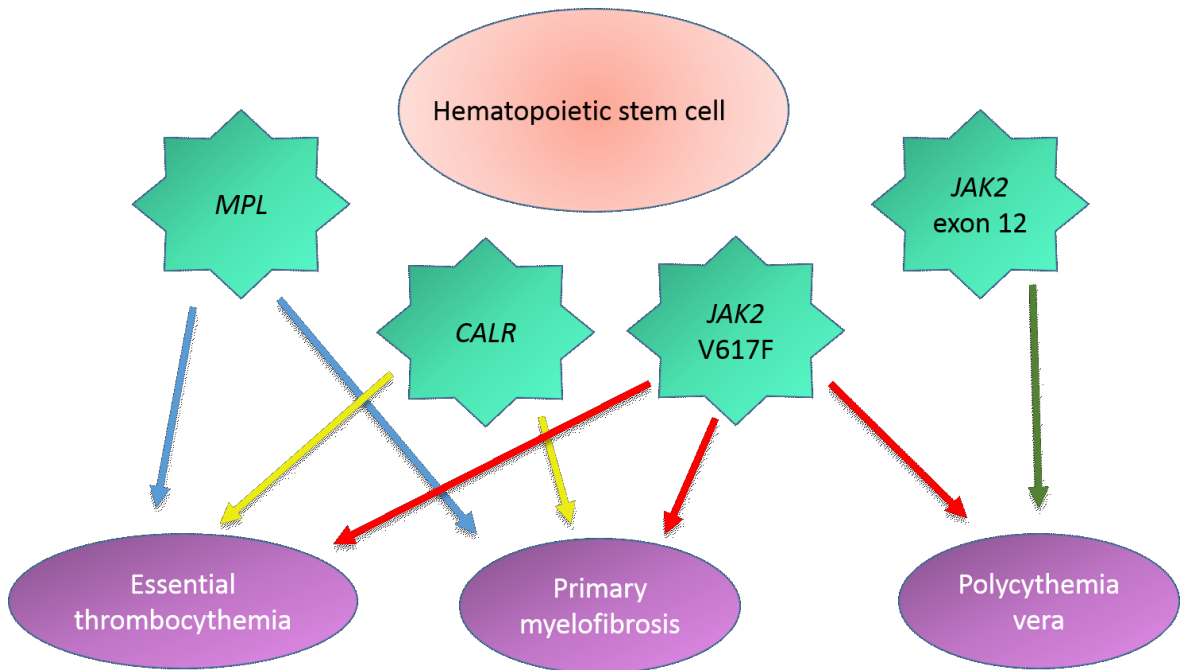 Hematopoietic stem cell
MPL
JAK2
exon 12
CALR
JAK2
V617F
Essential
thrombocythemia
Primary
myelofibrosis
Polycythemia
vera